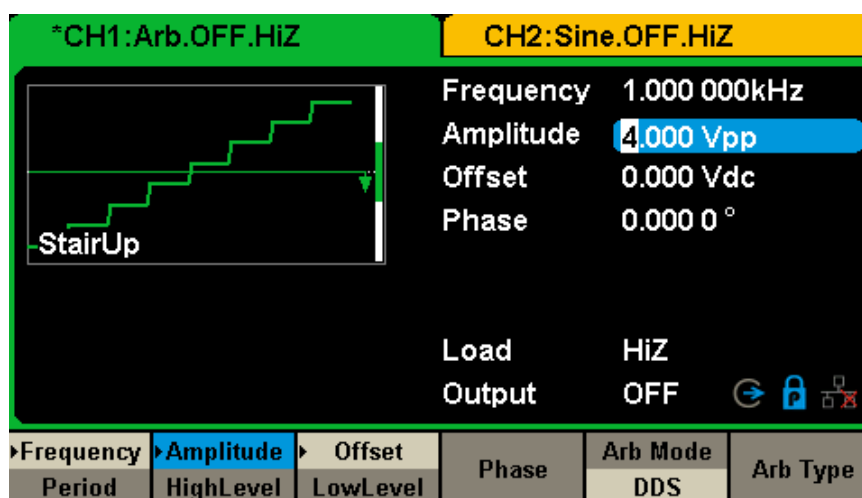 *CH1:Arb.OFF.HiZ CH2:Sine.OFF.HiZ
Frequency 1.000 000kHz
Amplitude 4.000 Vpp
Offset 0.000 Vdc
Phase 0.000 0 °
StairUp
Load HiZ
Output OFF
P
Frequency Amplitude Offset Phase Arb Mode Arb Type
Period HighLevel LowLevel DDS